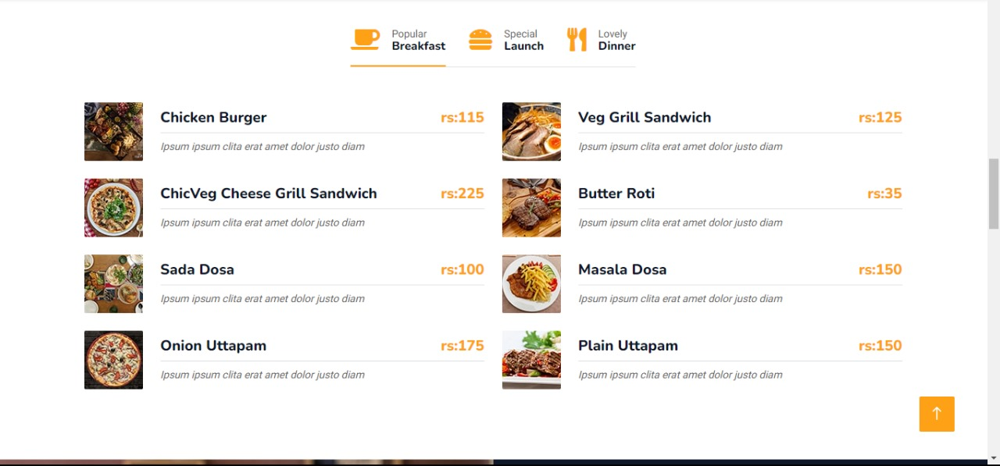 Popular
Breakfast
Special
Launch
Lovely
Dinner
Chicken Burger rs:115
Ipsum ipsum clita erat amet dolor justo diam
Veg Grill Sandwich rs:125
Ipsum ipsum clita erat amet dolor justo diam
ChicVeg Cheese Grill Sandwich rs:225
Ipsum ipsum clita erat amet dolor justo diam
Butter Roti rs:35
Ipsum ipsum clita erat amet dolor justo diam
Sada Dosa rs:100
Ipsum ipsum clita erat amet dolor justo diam
Masala Dosa rs:150
Ipsum ipsum clita erat amet dolor justo diam
Onion Uttapam rs:175
Ipsum ipsum clita erat amet dolor justo diam
Plain Uttapam rs:150
Ipsum ipsum clita erat amet dolor justo diam